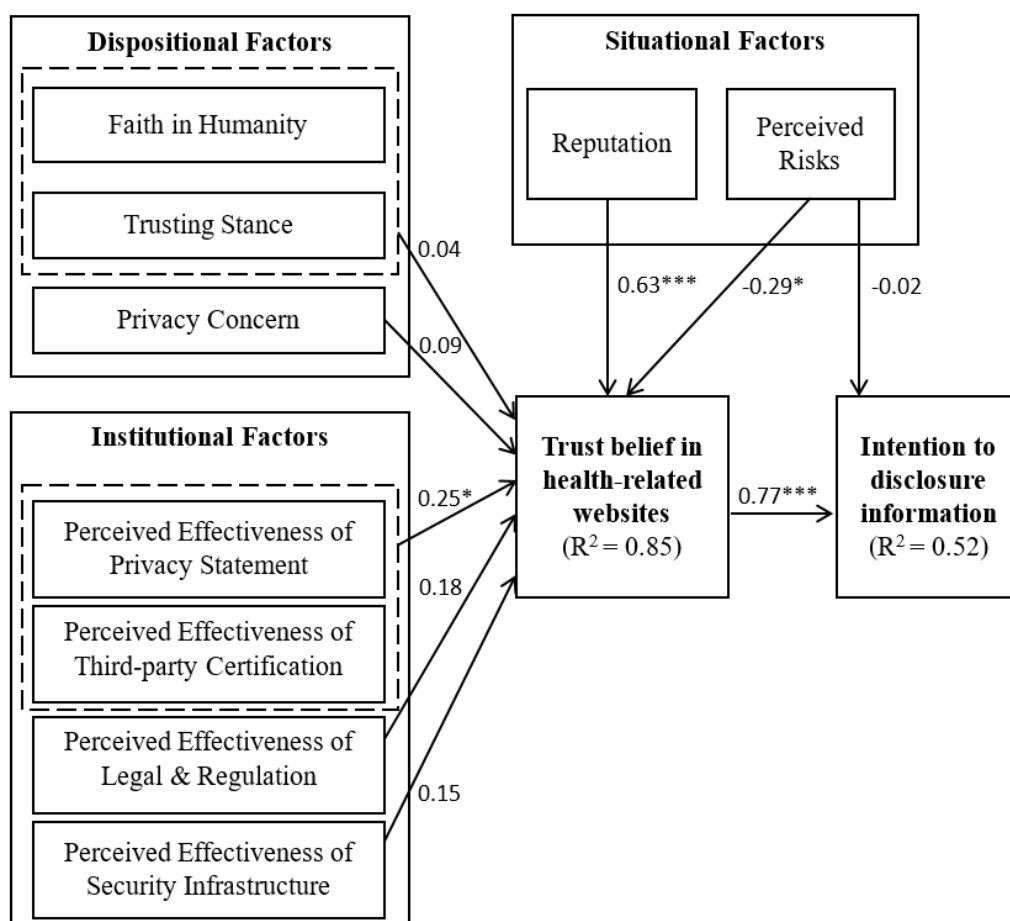 Dispositional Factors
Faith in Humanity
Trusting Stance
Privacy Concern
Situational Factors
Reputation
Perceived
Risks
0.04
0.09
0.63***
-0.29*
-0.02
Institutional Factors
Perceived Effectiveness of
Privacy Statement
Perceived Effectiveness of
Third-party Certification
Perceived Effectiveness of
Legal & Regulation
Perceived Effectiveness of
Security Infrastructure
0.25*
0.18
0.15
Trust belief in
health-related
websites
(R² = 0.85)
0.77***
Intention to
disclosure
information
(R² = 0.52)